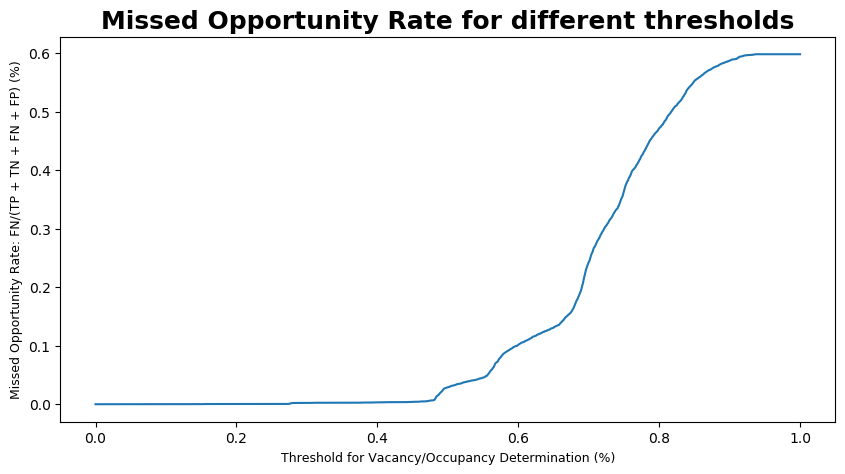 Missed Opportunity Rate for different thresholds
Missed Opportunity Rate: FN/(TP + TN + FN + FP) (%)
0.6
0.5
0.4
0.3
0.2
0.1
0.0
0.0 0.2 0.4 0.6 0.8 1.0
Threshold for Vacancy/Occupancy Determination (%)